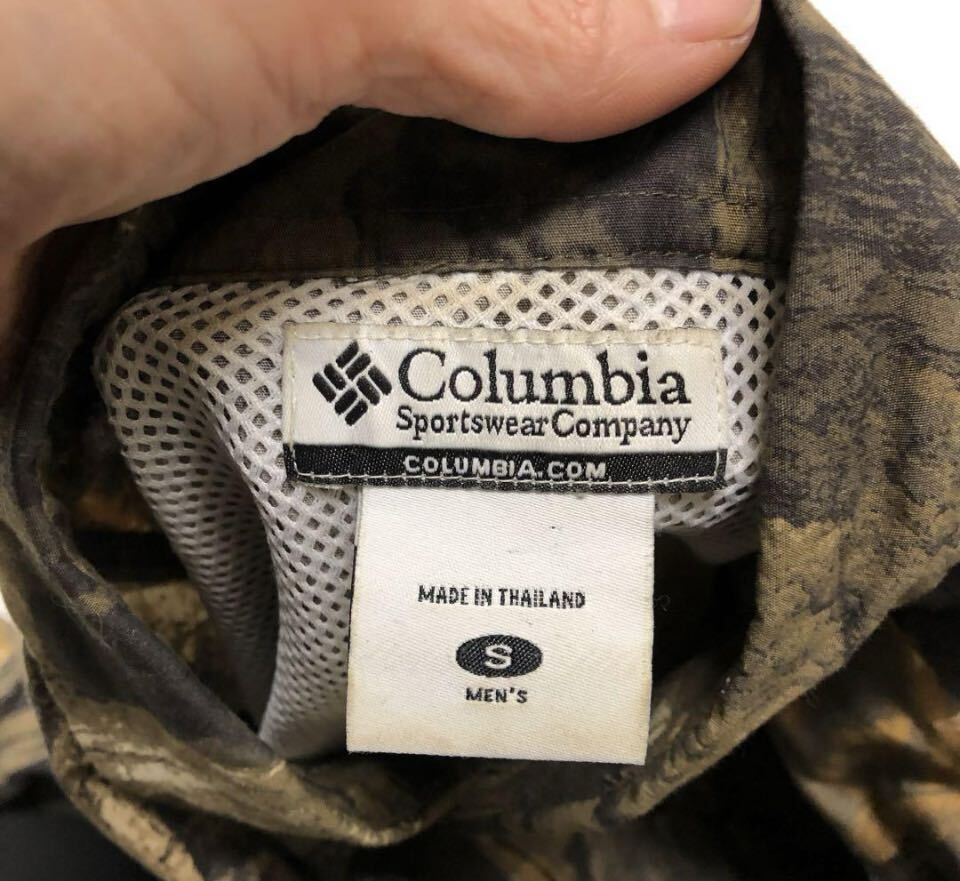 Columbia
Sportswear Company
COLUMBIA.COM
MADE IN THAILAND
S
MEN'S